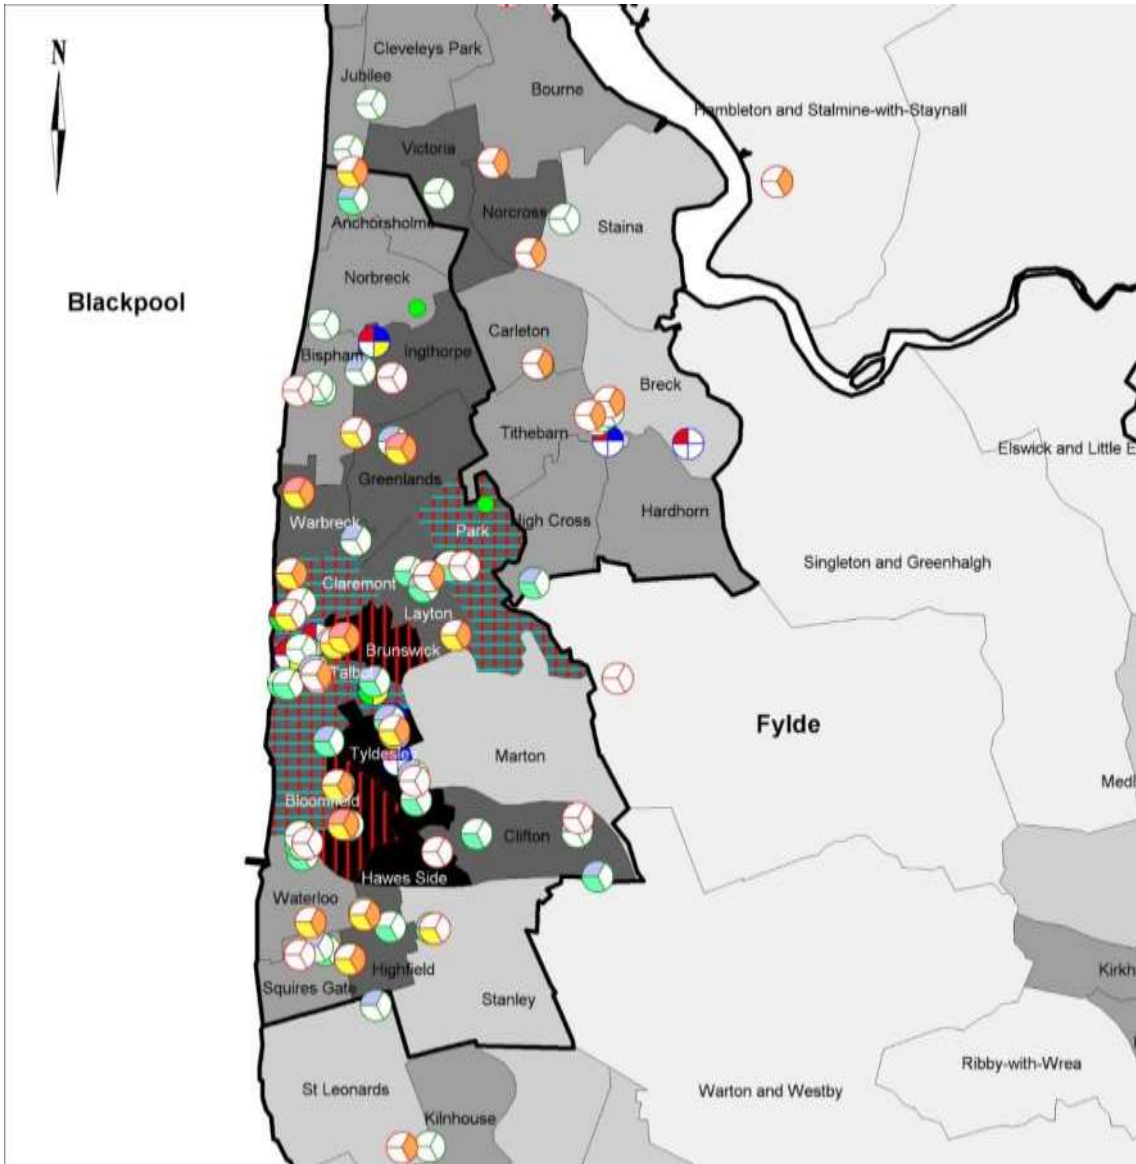 Cleveleys Park
N
Jubilee
Bourne
Hambleton and Stalmine-with-Staynall
Victoria
Norcross
Anchorsholme
Staina
Norbreck
Blackpool
Carleton
Ingthorpe
Bispham
Breck
Tithebarn
Elswick and Little E
Greenlands
Hardhorn
High Cross
Warbreck
Park
Singleton and Greenhalgh
Claremont
Layton
Brunswick
Talbot
Fylde
Tyldesley
Marton
Medl
Bloomfield
Clifton
Hawes Side
Waterloo
Highfield
Kirkh
Squires Gate
Stanley
Ribby-with-Wrea
St Leonards
Warton and Westby
Kilnhouse